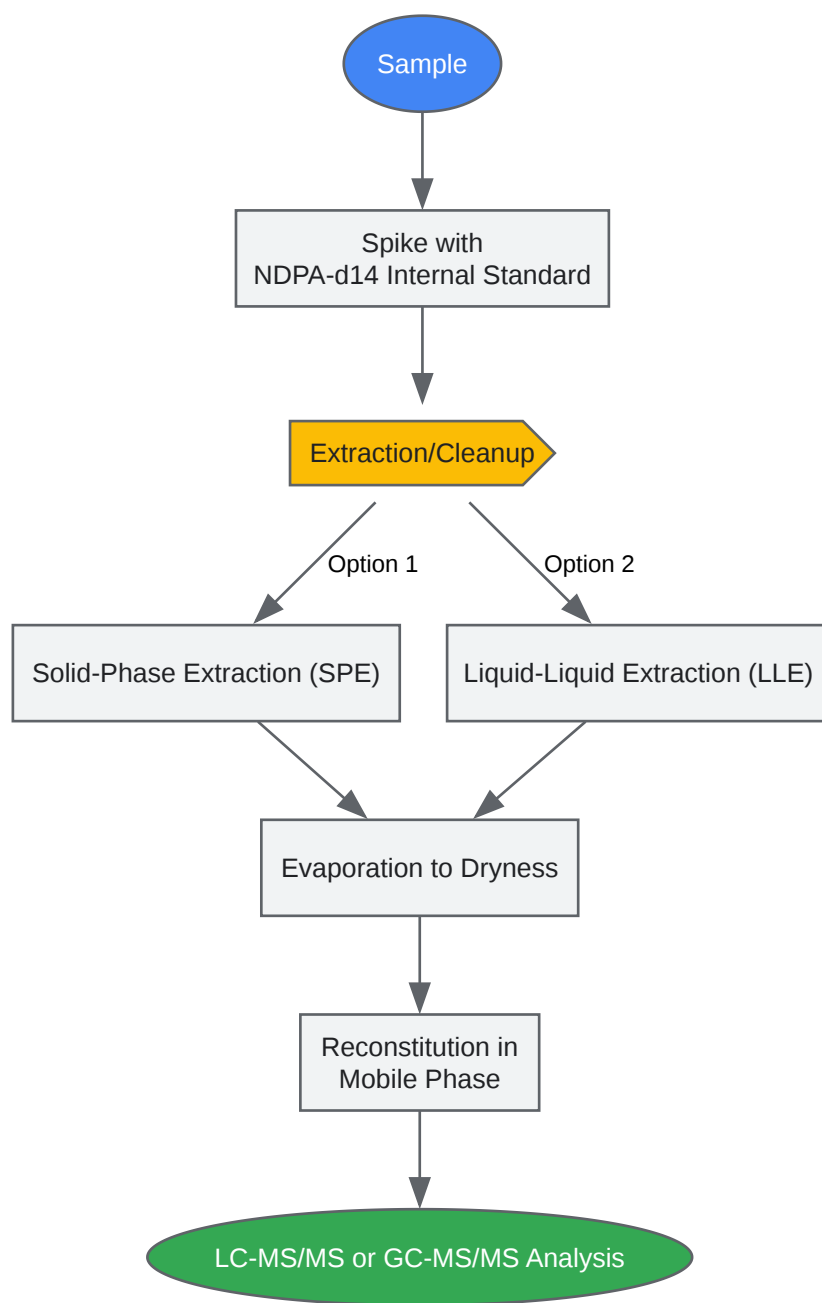 Sample
Spike with
NDPA-d14 Internal Standard
Extraction/Cleanup
Option 1
Option 2
Solid-Phase Extraction (SPE)
Liquid-Liquid Extraction (LLE)
Evaporation to Dryness
Reconstitution in
Mobile Phase
LC-MS/MS or GC-MS/MS Analysis